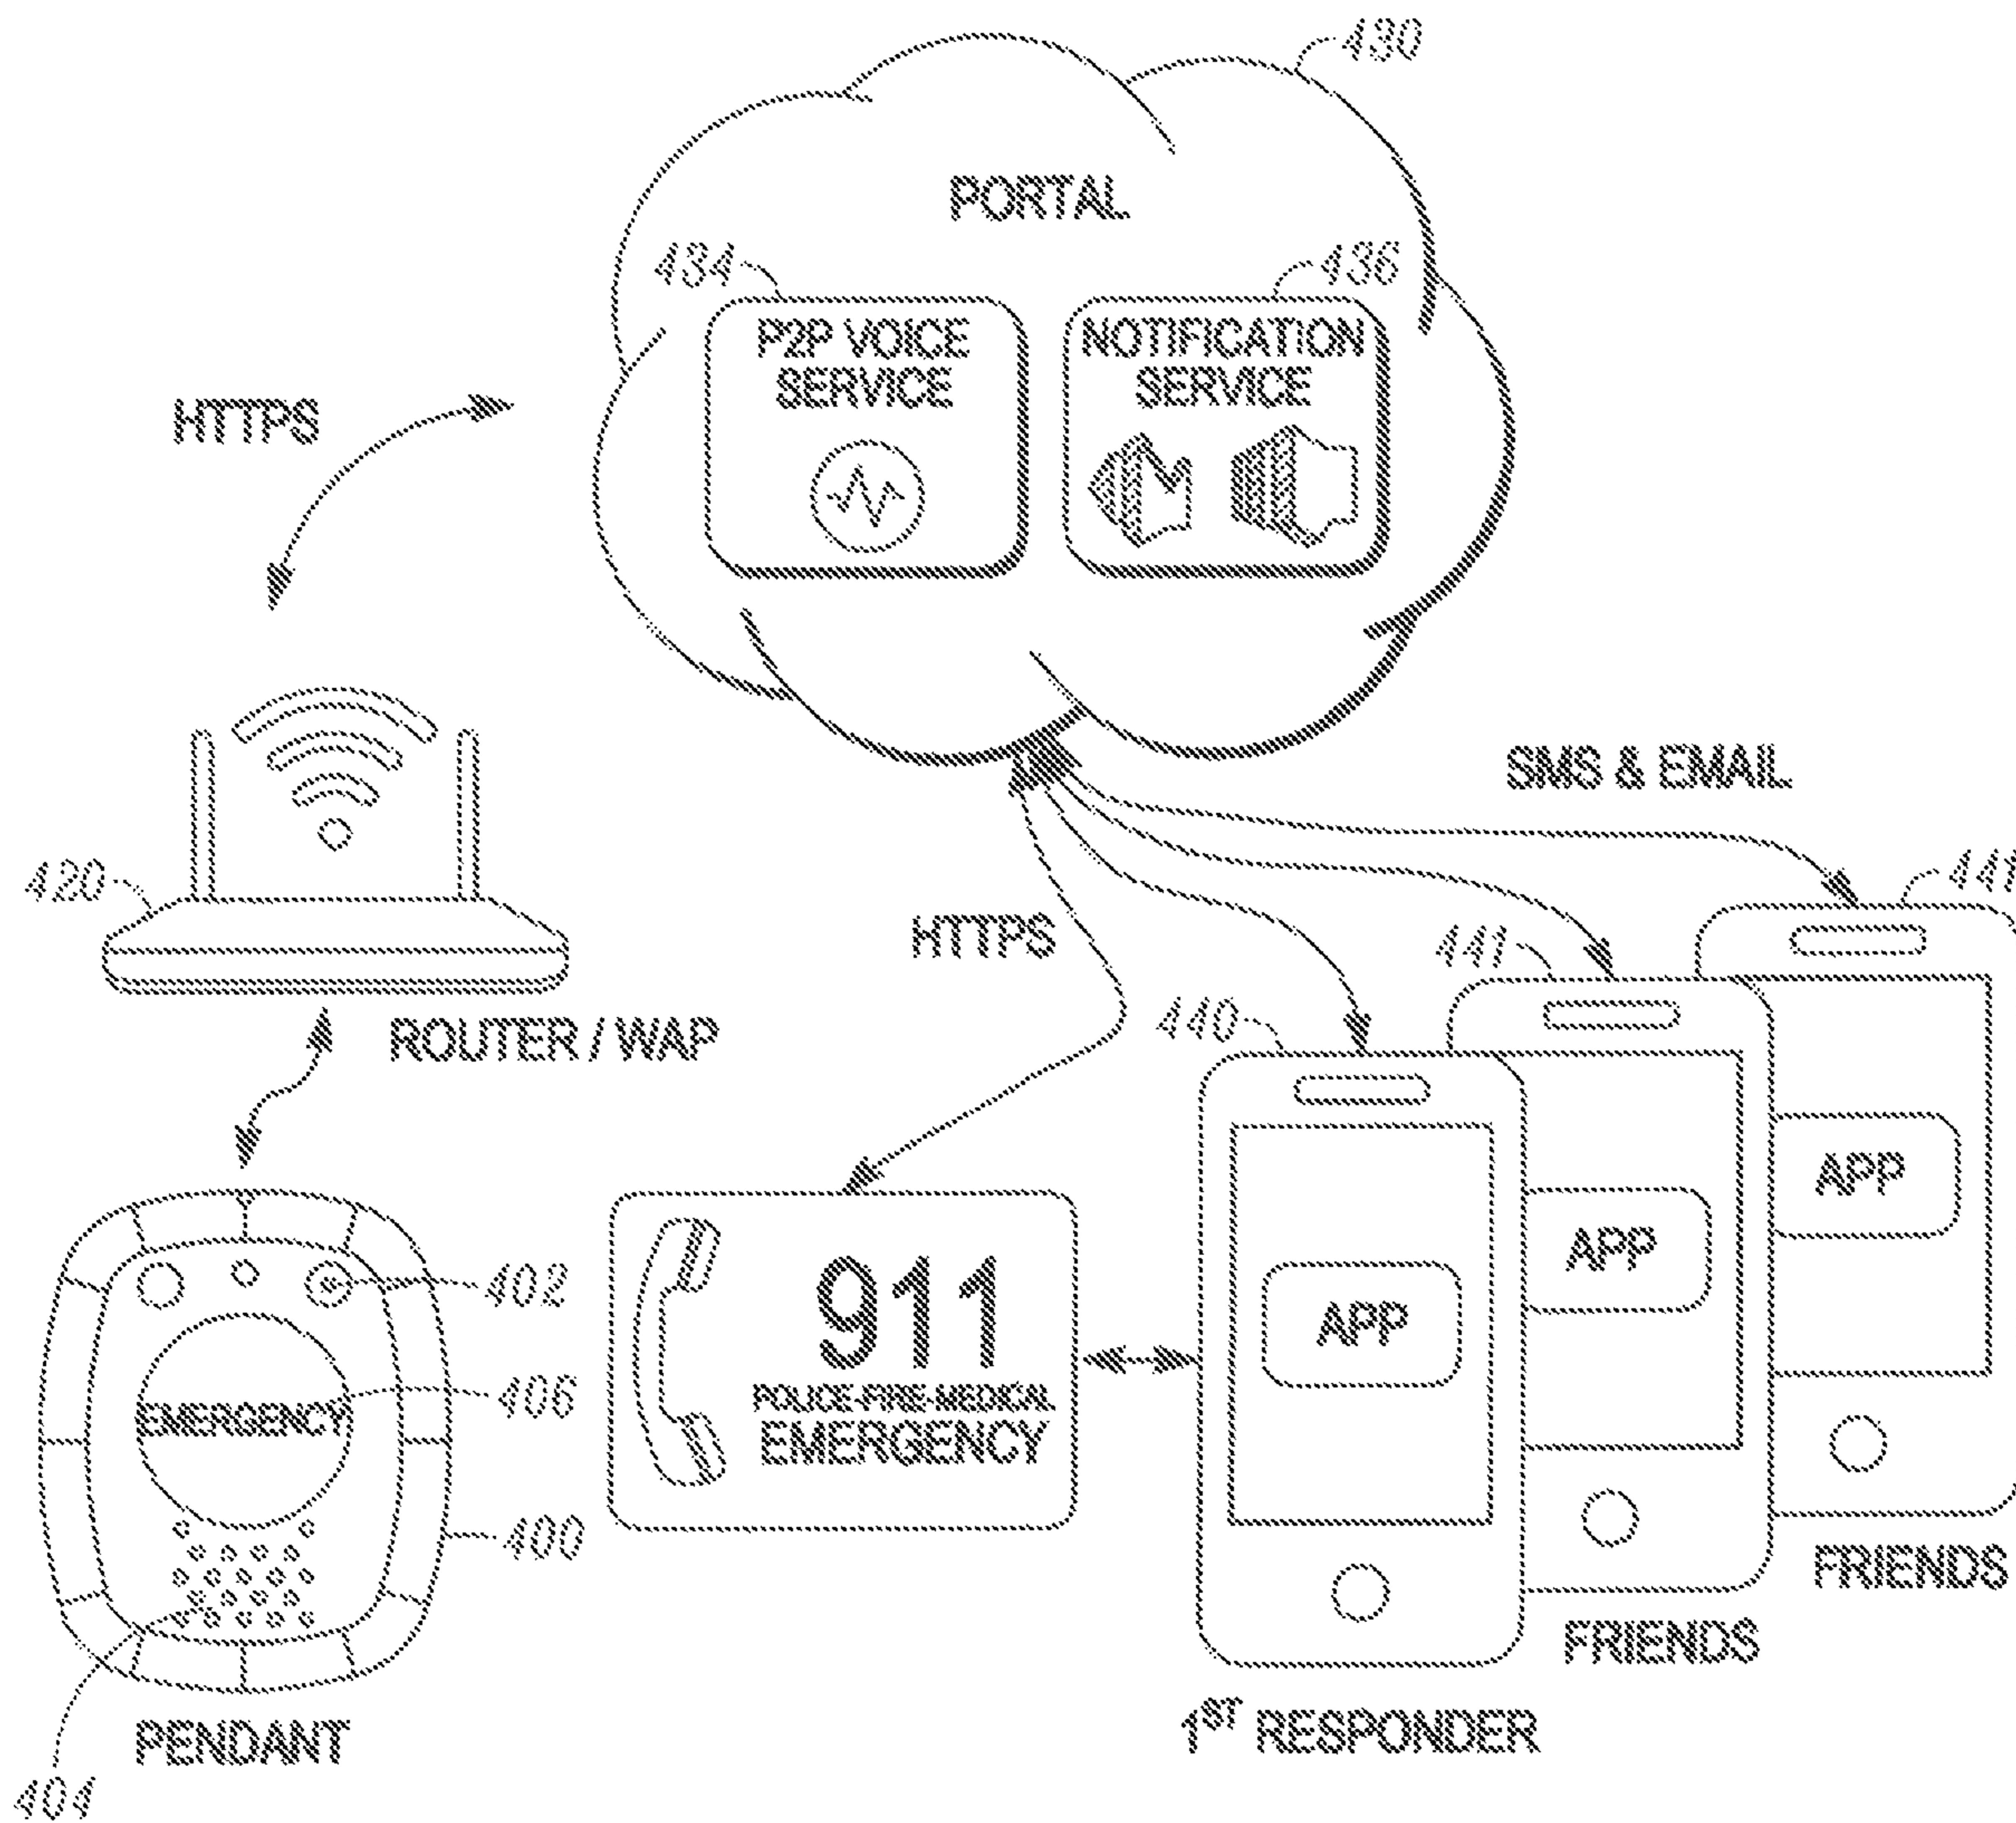 430
PORTAL
434
436
P2P VOICE
SERVICE
NOTIFICATION
SERVICE
HTTPS
SMS & EMAIL
420
HTTPS
441
441
440
ROUTER / WAP
APP
APP
APP
402
406
EMERGENCY
400
911
POLICE-FIRE-MEDICAL
EMERGENCY
FRIENDS
FRIENDS
1ST RESPONDER
PENDANT
404